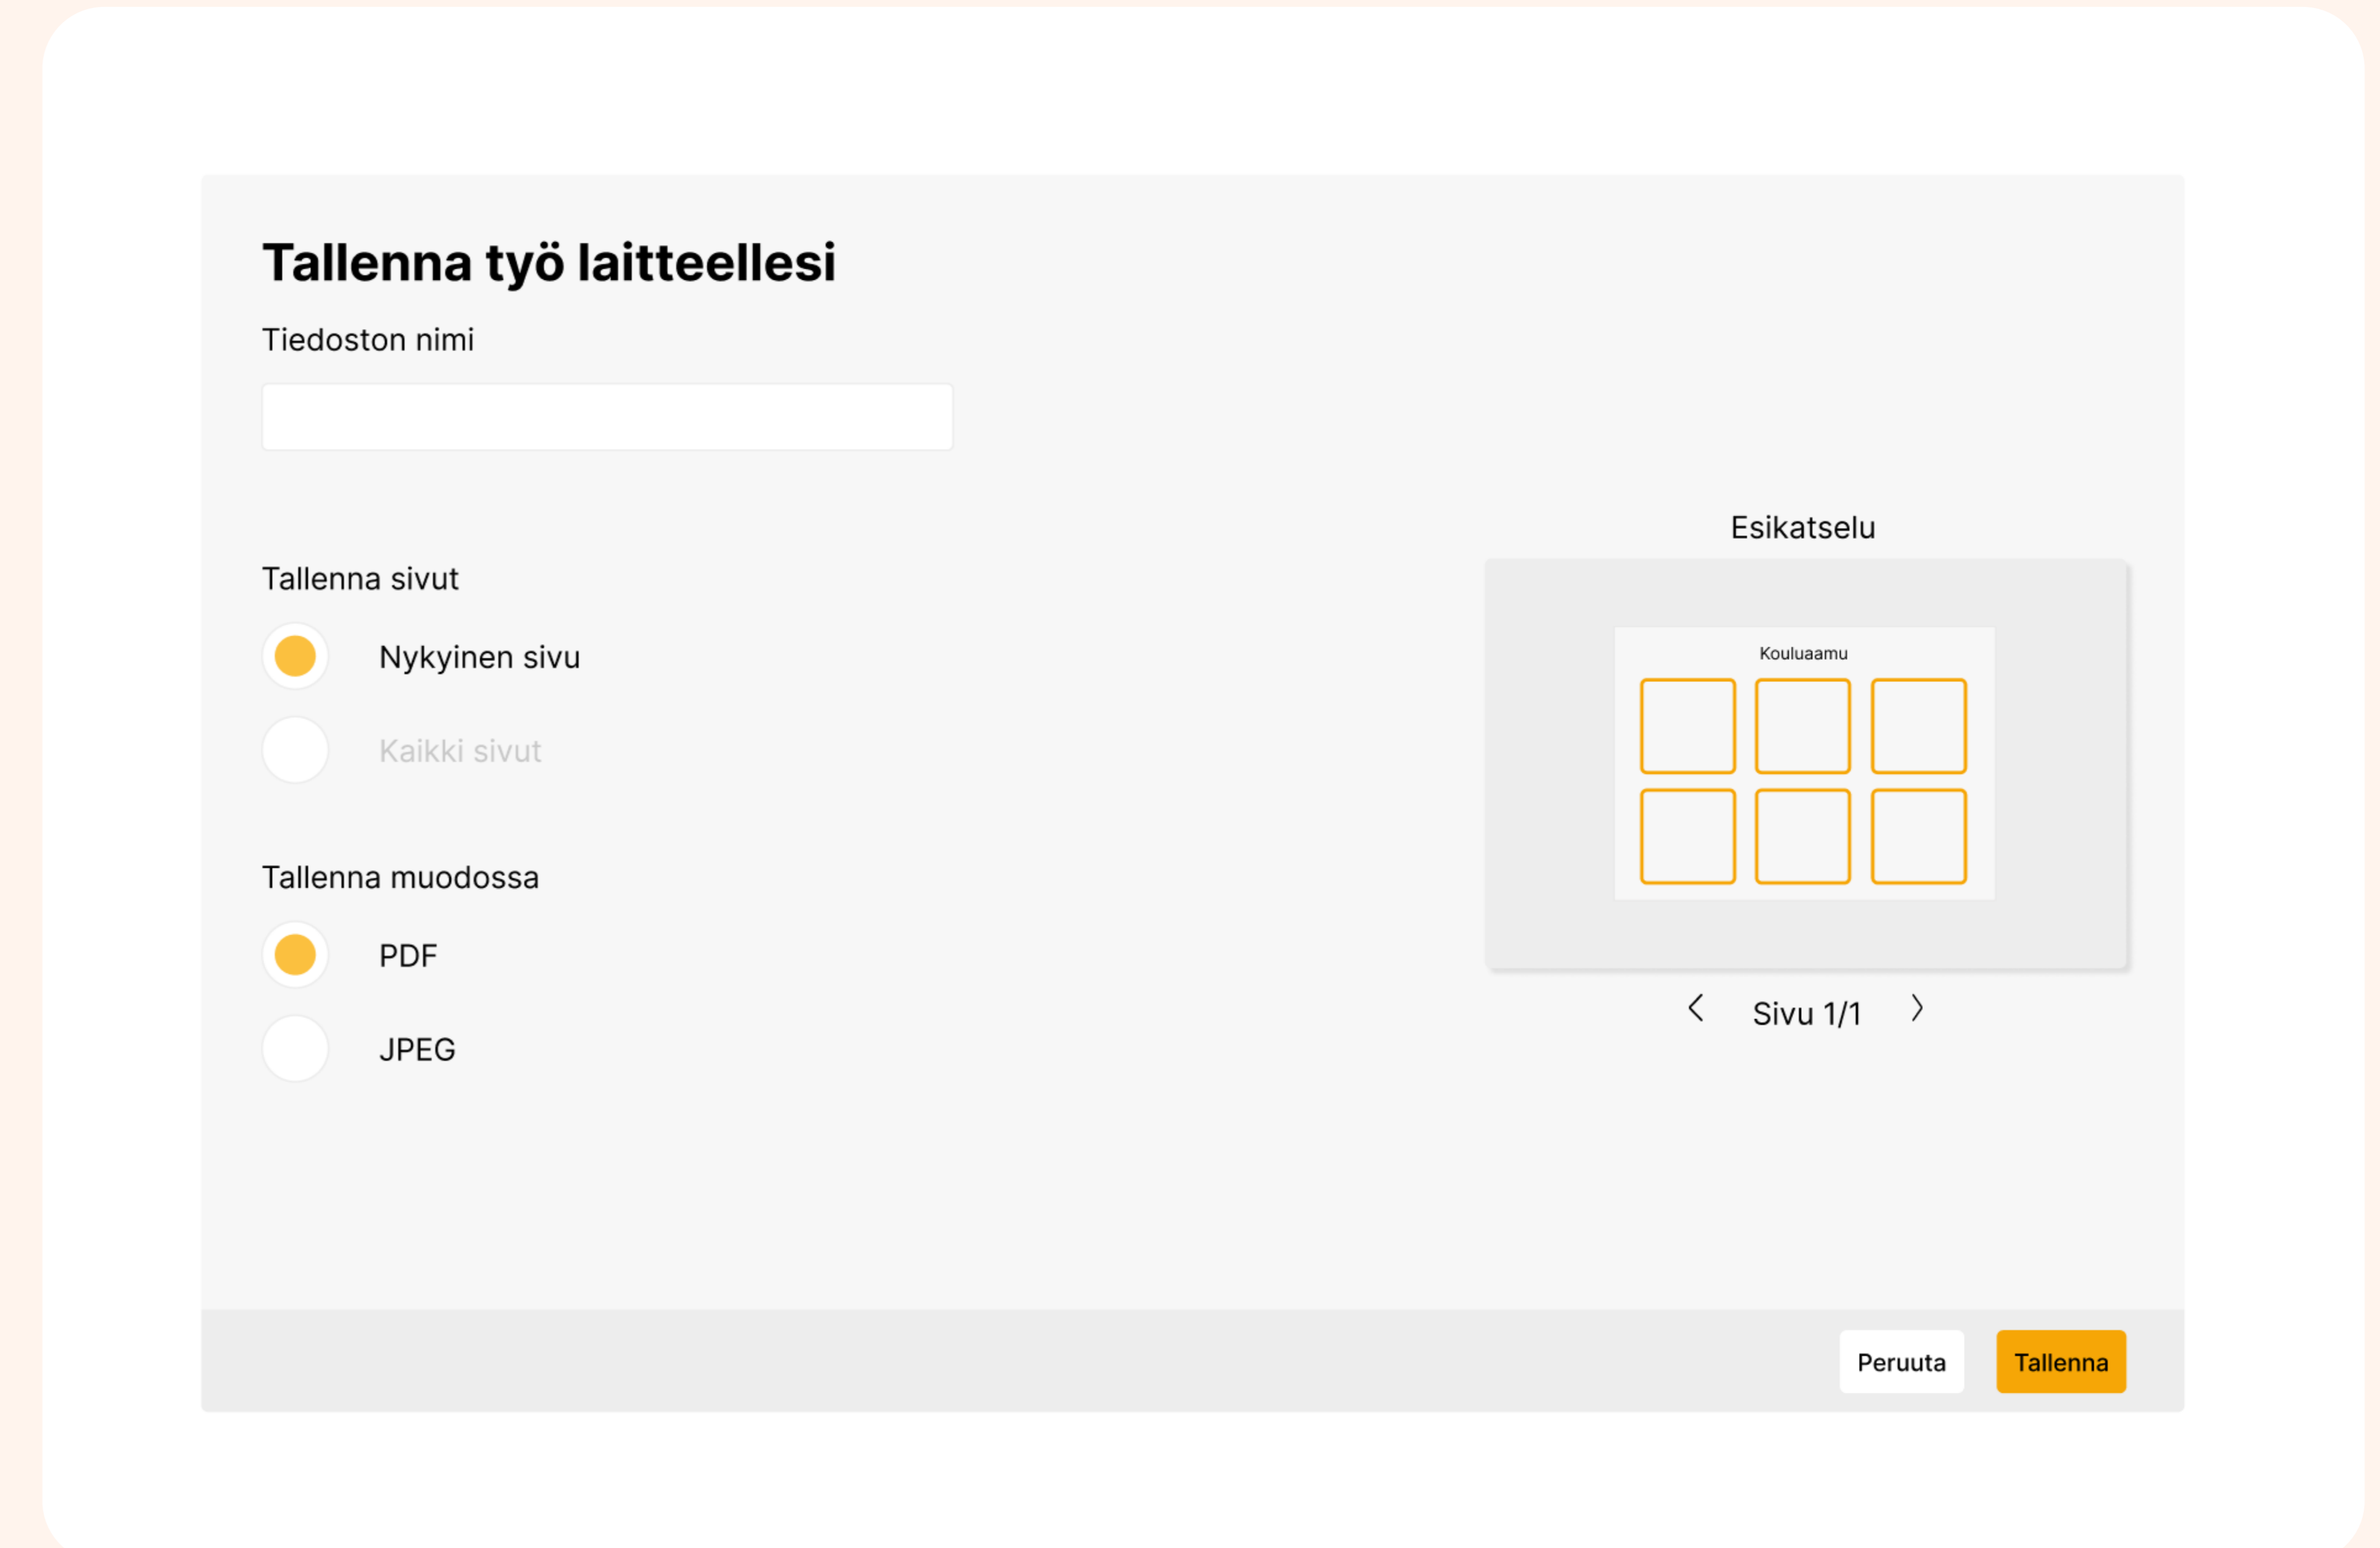 Tallenna työ laitteellesi
Tiedoston nimi
Tallenna sivut
Nykyinen sivu
Kaikki sivut
Tallenna muodossa
PDF
JPEG
Esikatselu
Kouluaamu
Sivu 1/1
Peruuta
Tallenna